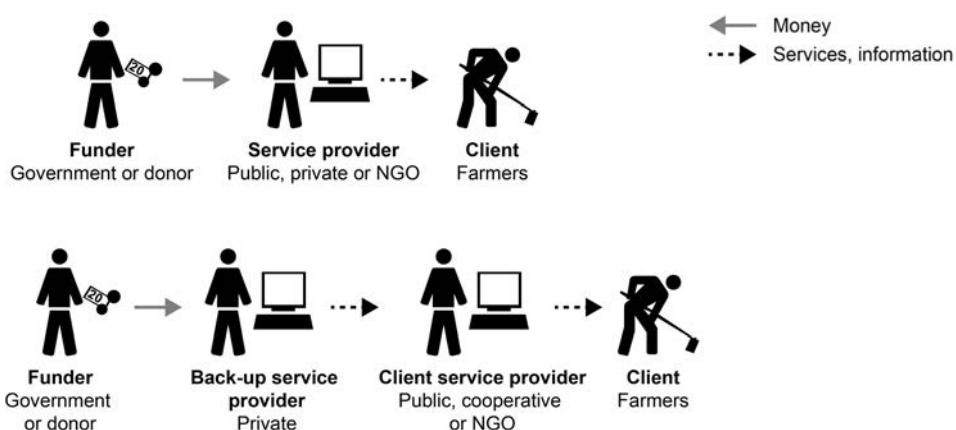 Money
Services, information
20
Funder
Government or donor
Service provider
Public, private or NGO
Client
Farmers
20
Funder
Government
or donor
Back-up service
provider
Private
Client service provider
Public, cooperative
or NGO
Client
Farmers